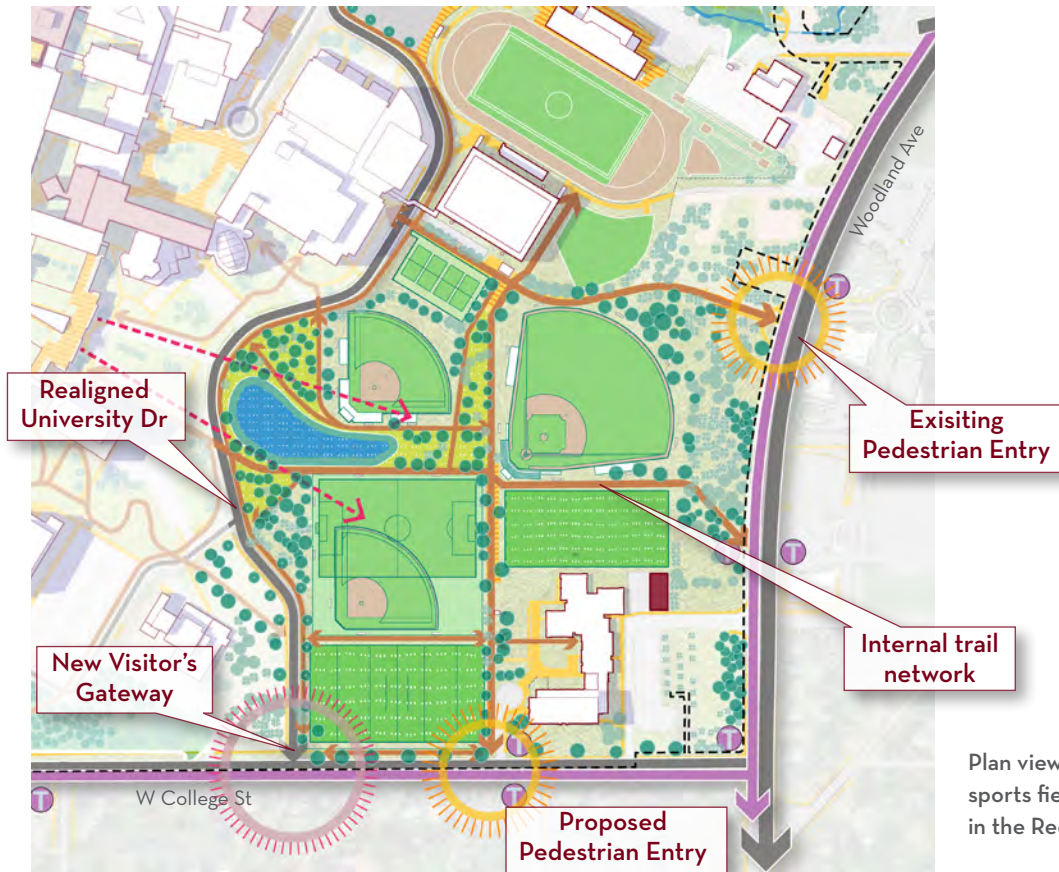 Woodland Ave
Realigned
University Dr
Exisiting
Pedestrian Entry
T
T
T
Internal trail
network
New Visitor's
Gateway
T
T
T
T
W College St
Proposed
Pedestrian Entry
Plan view
sports fie
in the Re